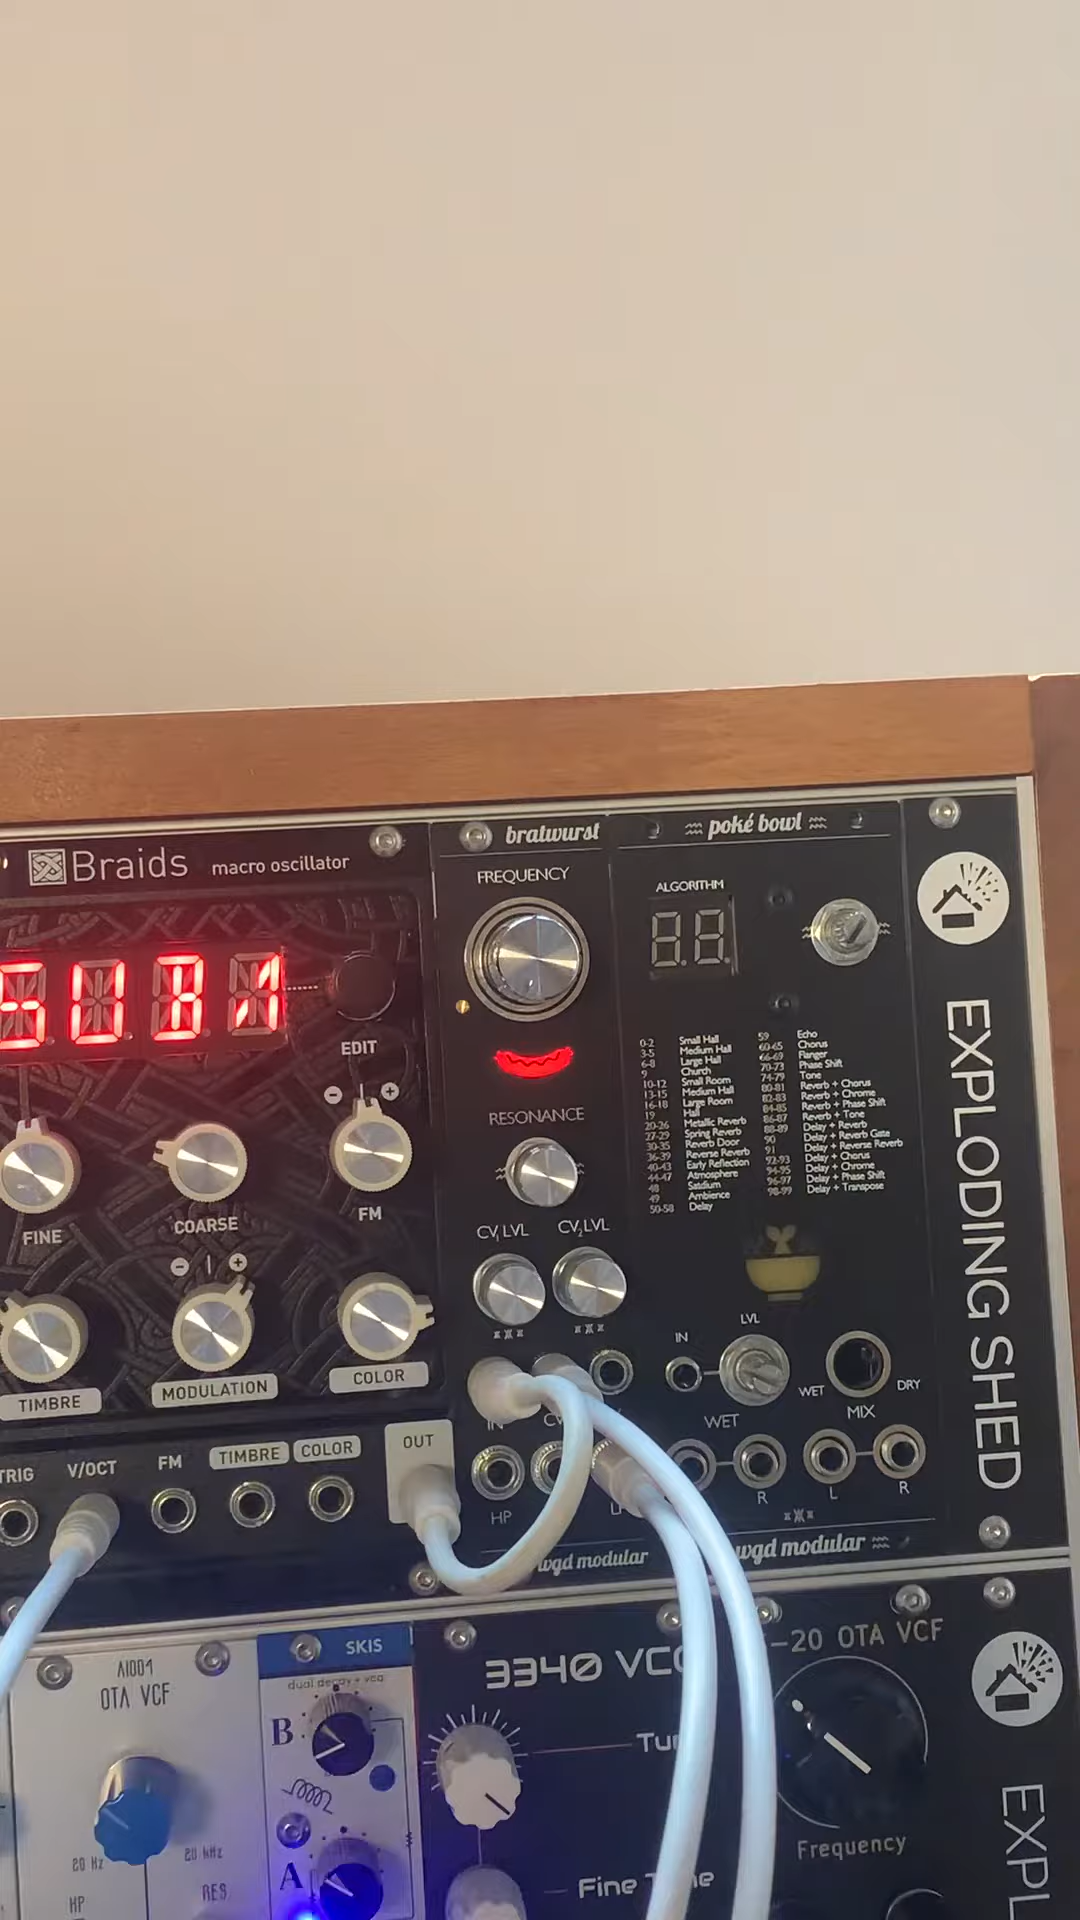 Braids macro oscillator
SUB▵
EDIT
FINE
COARSE
FM
TIMBRE
MODULATION
COLOR
TRIG
V/OCT
FM
TIMBRE
COLOR
OUT
bratwurst
FREQUENCY
RESONANCE
CV1 LVL
CV2 LVL
IN
HP
wgd modular
poké bowl
ALGORITHM
0-2 Small Hall
3-5 Medium Hall
6-8 Large Hall
9 Church
10-12 Small Room
13-15 Medium Hall
16-18 Large Room
19 Hall
20-26 Metallic Reverb
27-29 Spring Reverb
30-35 Reverb Door
36-39 Reverse Reverb
40-43 Early Reflection
44-47 Atmosphere
48 Satdium
49 Ambience
50-58 Delay
59 Echo
60-65 Chorus
66-69 Flanger
70-73 Phase Shift
74-79 Tone
80-81 Reverb + Chorus
82-83 Reverb + Chrome
84-85 Reverb + Phase Shift
86-87 Reverb + Tone
88-89 Delay + Reverb
90 Delay + Reverb Gate
91 Delay + Reverse Reverb
92-93 Delay + Chorus
94-95 Delay + Chrome
96-97 Delay + Phase Shift
98-99 Delay + Transpose
LVL
IN
WET
DRY
MIX
WET
R
L
R
wgd modular
EXPLODING SHED
AI004
OTA VCF
20 Hz
20 kHz
HP
RES
SKIS
dual decay + vca
B
A
3340 VCO
Fine Tune
-20 OTA VCF
Frequency
EXPL